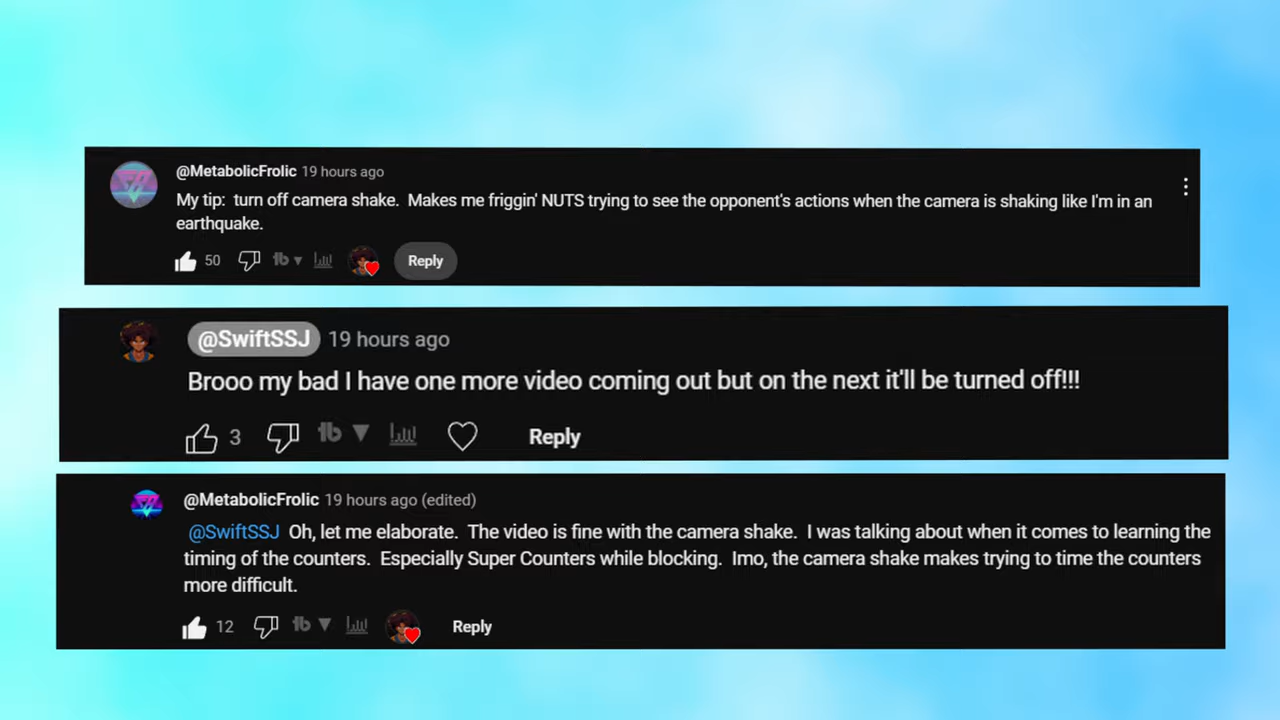 @MetabolicFrolic 19 hours ago
My tip:  turn off camera shake.  Makes me friggin' NUTS trying to see the opponent's actions when the camera is shaking like I'm in an
earthquake.
50 tb Reply
@SwiftSSJ 19 hours ago
Brooo my bad I have one more video coming out but on the next it'll be turned off!!!
3 tb Reply
@MetabolicFrolic 19 hours ago (edited)
@SwiftSSJ Oh, let me elaborate.  The video is fine with the camera shake.  I was talking about when it comes to learning the
timing of the counters.  Especially Super Counters while blocking.  Imo, the camera shake makes trying to time the counters
more difficult.
12 tb Reply